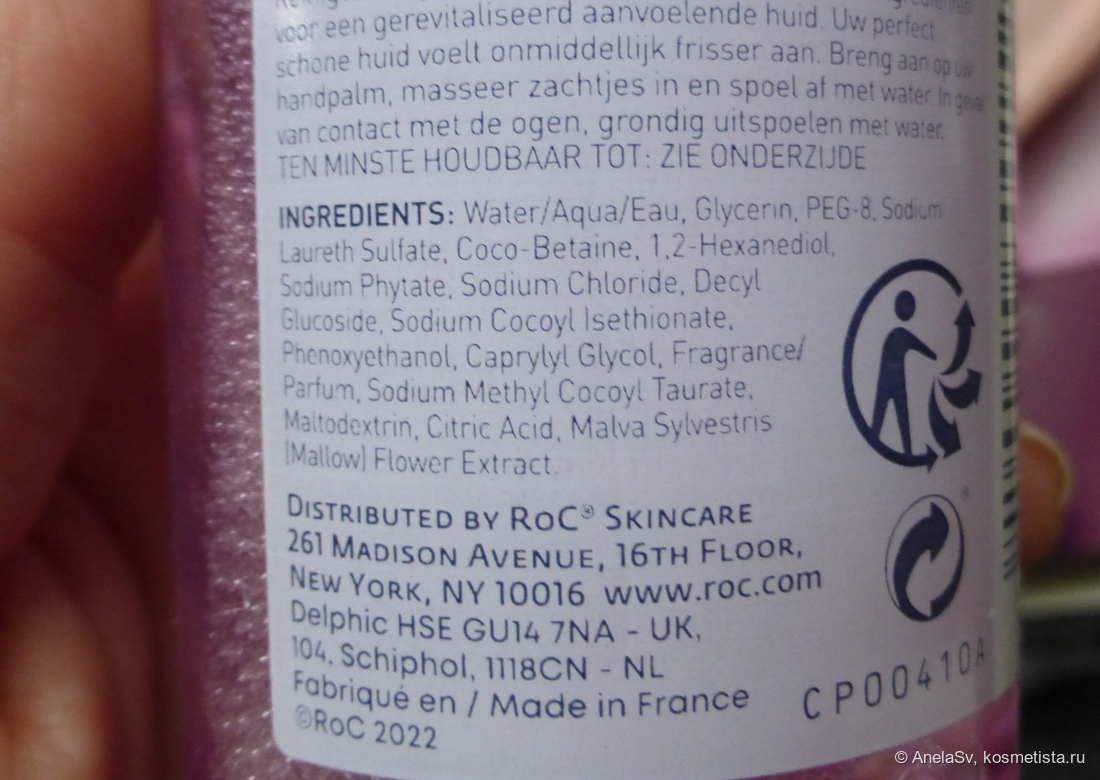 voor een gerevitaliseerd aanvoelende huid. Uw perfect
schone huid voelt onmiddellijk frisser aan. Breng aan op uw
handpalm, masseer zachtjes in en spoel af met water. In geval
van contact met de ogen, grondig uitspoelen met water.
TEN MINSTE HOUDBAAR TOT: ZIE ONDERZIJDE
INGREDIENTS: Water/Aqua/Eau, Glycerin, PEG-8, Sodium
Laureth Sulfate, Coco-Betaine, 1,2-Hexanediol,
Sodium Phytate, Sodium Chloride, Decyl
Glucoside, Sodium Cocoyl Isethionate,
Phenoxyethanol, Caprylyl Glycol, Fragrance/
Parfum, Sodium Methyl Cocoyl Taurate,
Maltodextrin, Citric Acid, Malva Sylvestris
(Mallow) Flower Extract.
DISTRIBUTED BY ROC® SKINCARE
261 MADISON AVENUE, 16TH FLOOR,
NEW YORK, NY 10016 www.roc.com
Delphic HSE GU14 7NA - UK,
104, Schiphol, 1118CN - NL
Fabriqué en / Made in France
©RoC 2022
CP00410A
© AnelaSv, kosmetista.ru